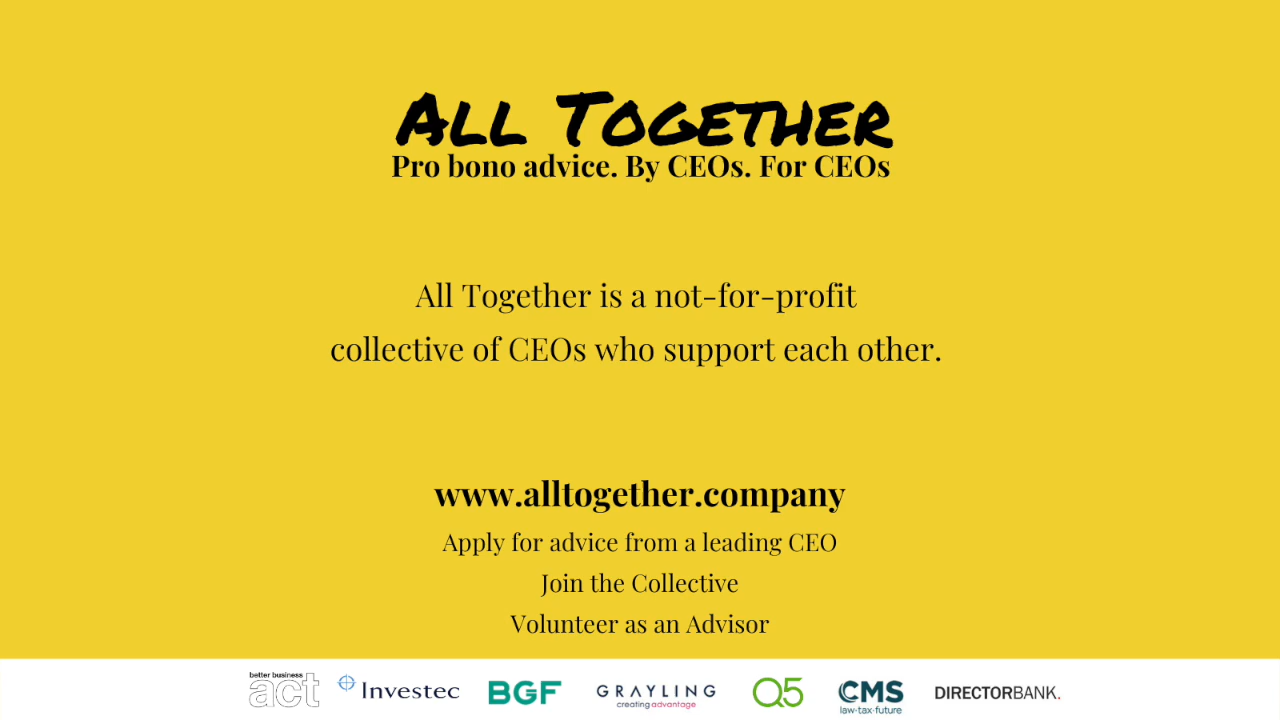 All Together
Pro bono advice. By CEOs. For CEOs
All Together is a not-for-profit
collective of CEOs who support each other.
www.alltogether.company
Apply for advice from a leading CEO
Join the Collective
Volunteer as an Advisor
better business
act
Investec
BGF
GRAYLING
creating advantage
Q5
CMS
law·tax·future
DIRECTORBANK.